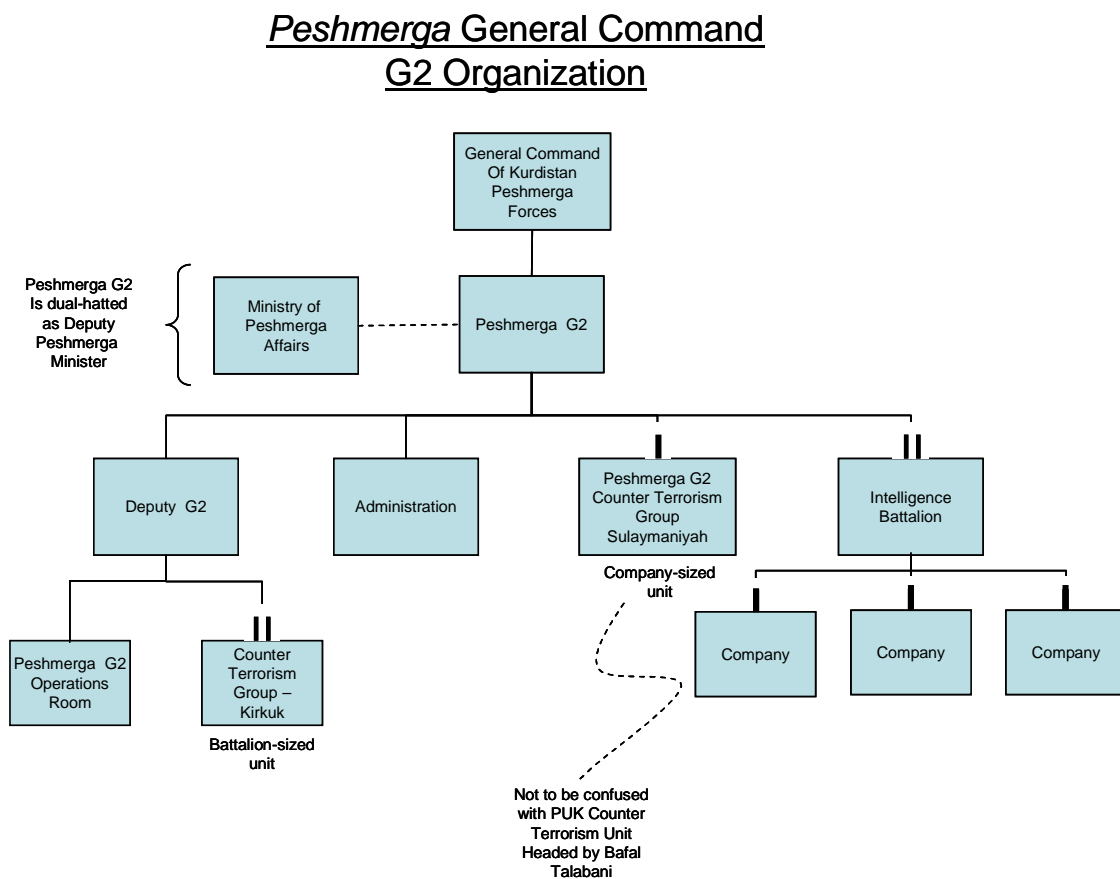 Peshmerga General Command
G2 Organization
General Command
Of Kurdistan
Peshmerga
Forces
Peshmerga G2
Is dual-hatted
as Deputy
Peshmerga
Minister
Ministry of
Peshmerga
Affairs
Peshmerga G2
Deputy G2
Administration
Peshmerga G2
Counter Terrorism
Group
Sulaymaniyah
Company-sized
unit
Intelligence
Battalion
Peshmerga G2
Operations
Room
Counter
Terrorism
Group –
Kirkuk
Battalion-sized
unit
Company
Company
Company
Not to be confused
with PUK Counter
Terrorism Unit
Headed by Bafal
Talabani